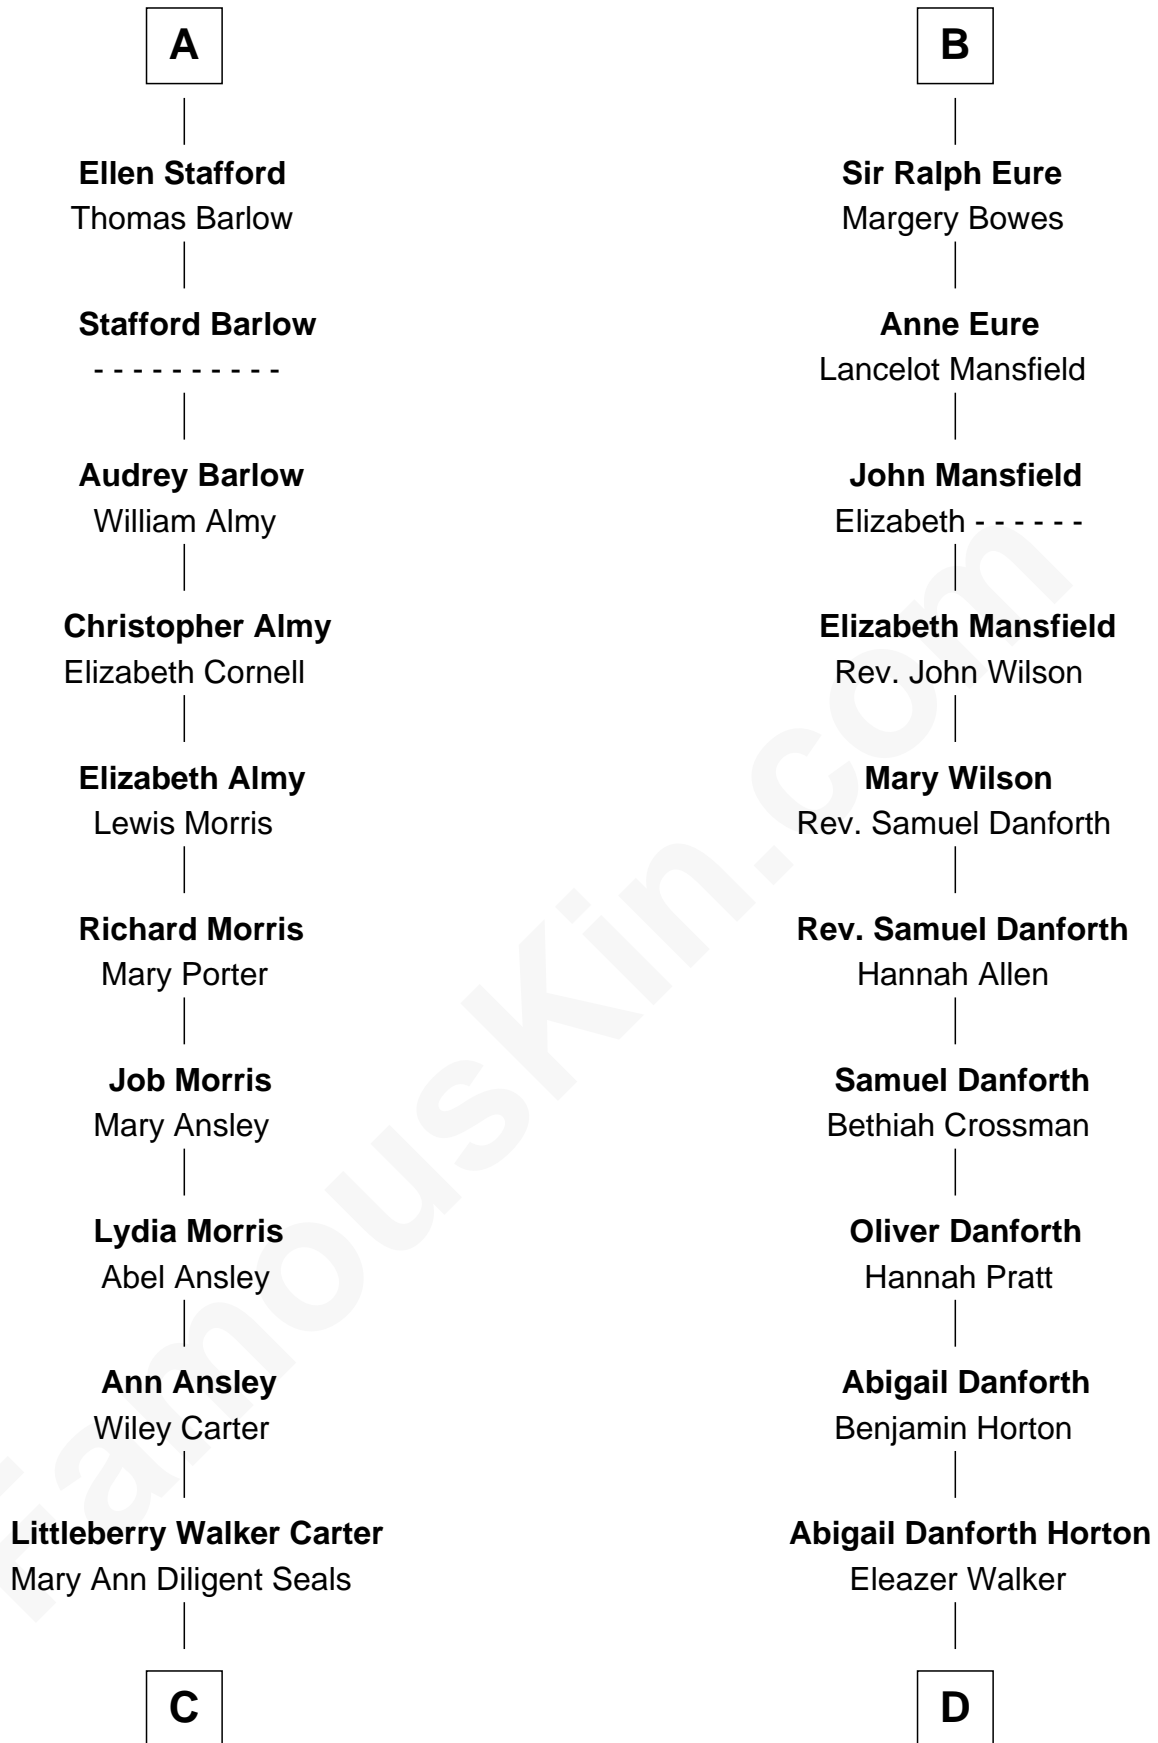 A
Ellen Stafford
Thomas Barlow
Stafford Barlow
- - - - - - - - - -
Audrey Barlow
William Almy
Christopher Almy
Elizabeth Cornell
Elizabeth Almy
Lewis Morris
Richard Morris
Mary Porter
Job Morris
Mary Ansley
Lydia Morris
Abel Ansley
Ann Ansley
Wiley Carter
Littleberry Walker Carter
Mary Ann Diligent Seals
C
B
Sir Ralph Eure
Margery Bowes
Anne Eure
Lancelot Mansfield
John Mansfield
Elizabeth - - - - - -
Elizabeth Mansfield
Rev. John Wilson
Mary Wilson
Rev. Samuel Danforth
Rev. Samuel Danforth
Hannah Allen
Samuel Danforth
Bethiah Crossman
Oliver Danforth
Hannah Pratt
Abigail Danforth
Benjamin Horton
Abigail Danforth Horton
Eleazer Walker
D
FamousKin.com